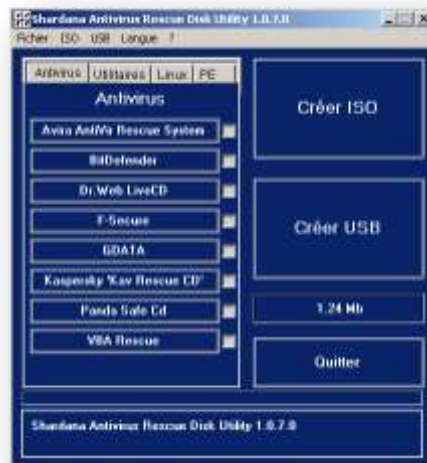 Shardana Antivirus Rescue Disk Utility 1.0.7.0
Fichier ISO USB Langue ?
Antivirus Utilitaires Linux PE
Antivirus
Avira AntiVir Rescue System
BitDefender
Dr.Web LiveCD
F-Secure
GDATA
Kaspersky 'Kav Rescue CD'
Panda Safe Cd
VBA Rescue
Créer ISO
Créer USB
1.24 Mb
Quitter
Shardana Antivirus Rescue Disk Utility 1.0.7.0